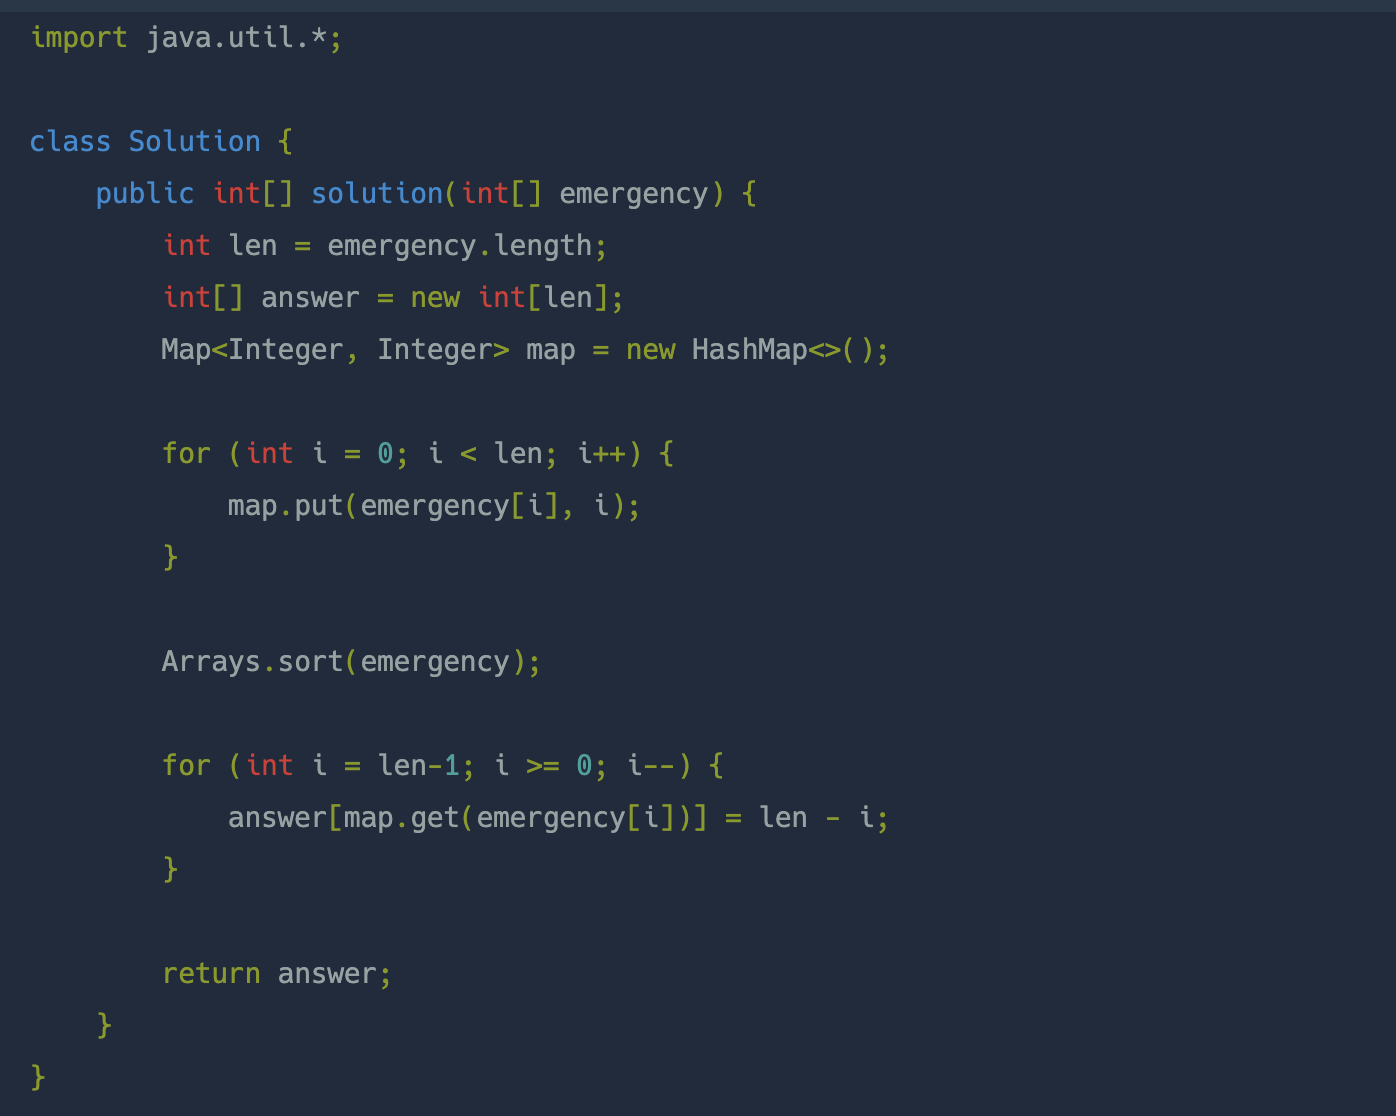 import java.util.*;
class Solution {
    public int[] solution(int[] emergency) {
        int len = emergency.length;
        int[] answer = new int[len];
        Map<Integer, Integer> map = new HashMap<>();
        for (int i = 0; i < len; i++) {
            map.put(emergency[i], i);
        }
        Arrays.sort(emergency);
        for (int i = len-1; i >= 0; i--) {
            answer[map.get(emergency[i])] = len - i;
        }
        return answer;
    }
}